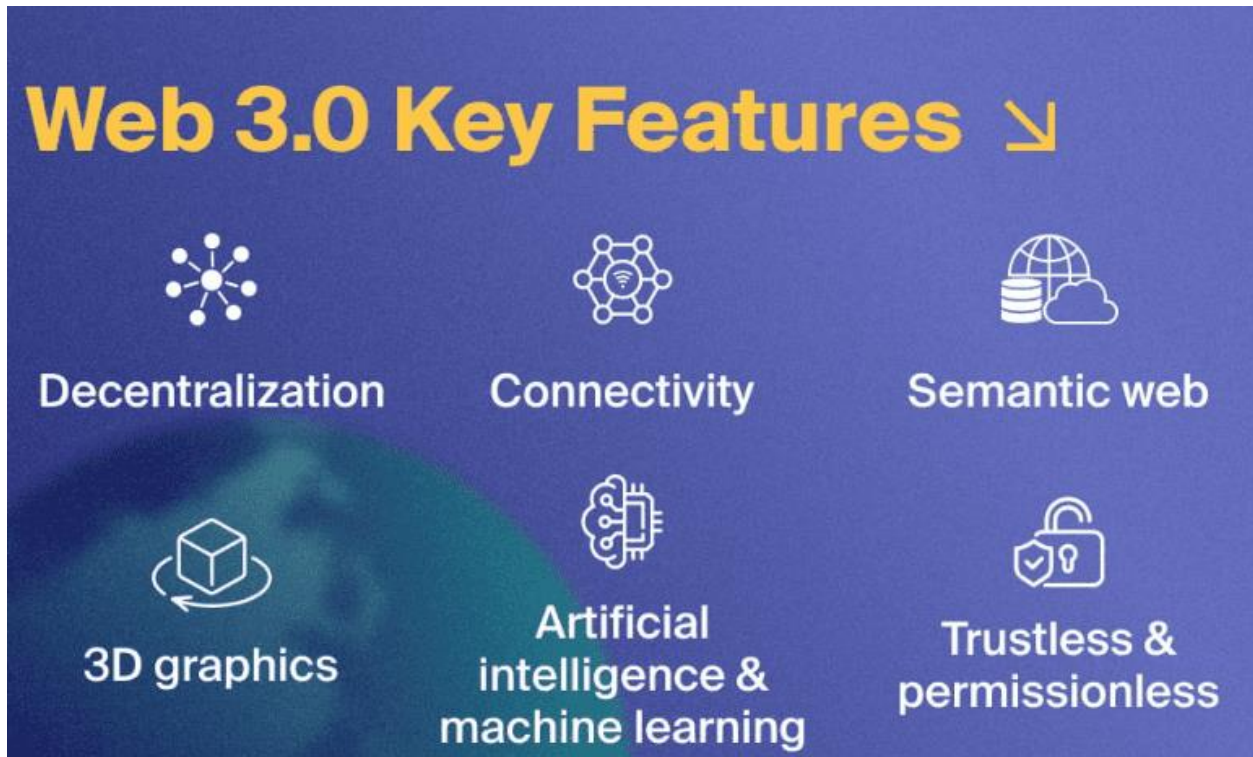 Web 3.0 Key Features
Decentralization
Connectivity
Semantic web
3D graphics
Artificial
intelligence &
machine learning
Trustless &
permissionless